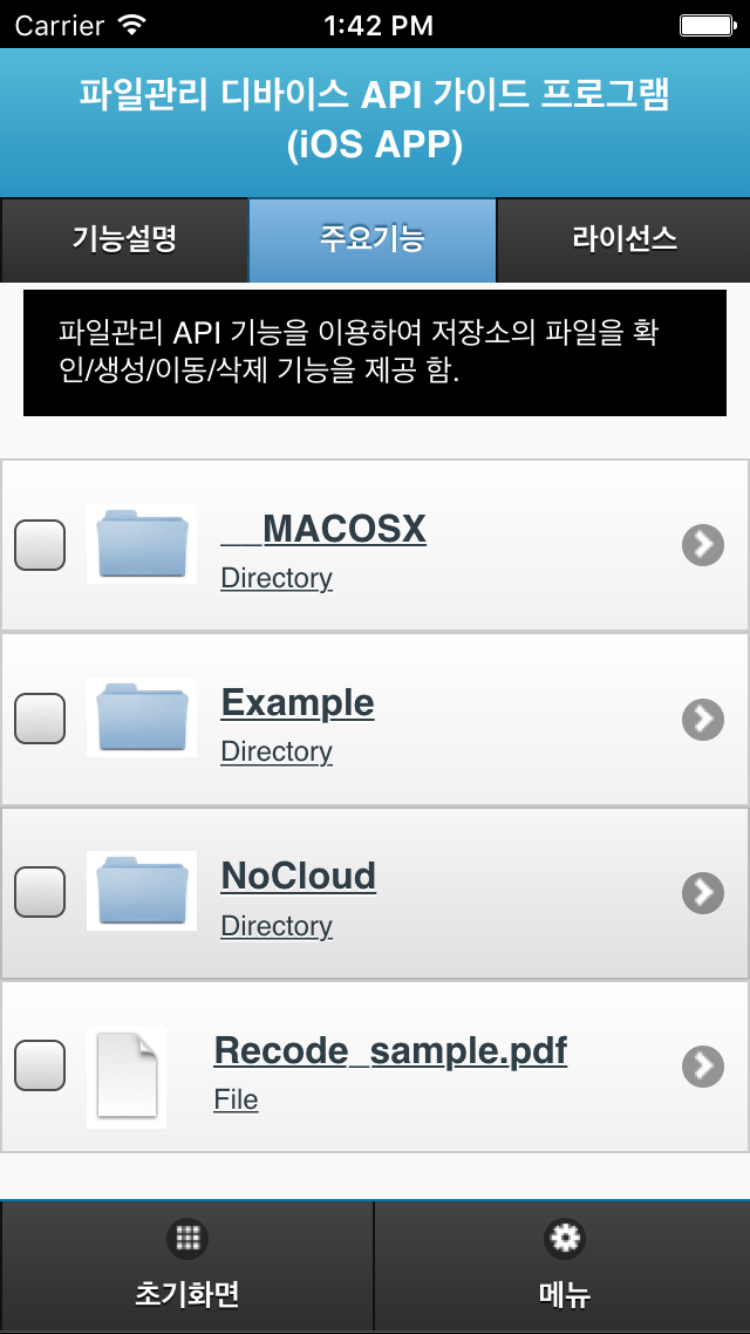 Carrier 1:42 PM
파일관리 디바이스 API 가이드 프로그램
(iOS APP)
기능설명 주요기능 라이선스
파일관리 API 기능을 이용하여 저장소의 파일을 확
인/생성/이동/삭제 기능을 제공 함.
__MACOSX
Directory
Example
Directory
NoCloud
Directory
Recode_sample.pdf
File
초기화면 메뉴